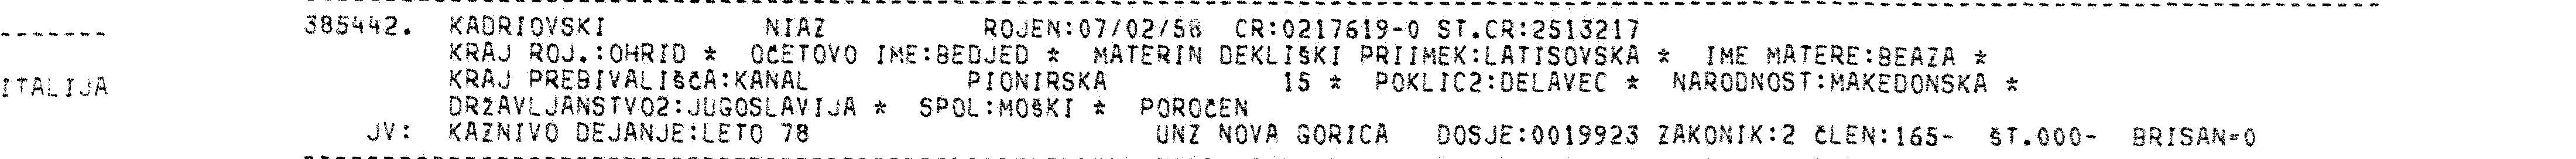 385442. KADRIOVSKI NIAZ ROJEN:07/02/58 CR:0217619-0 ST.CR:2513217
KRAJ ROJ.:OHRID * OČETOVO IME:BEDJED * MATERIN DEKLIŠKI PRIIMEK:LATISOVSKA * IME MATERE:BEAZA *
ITALIJA KRAJ PREBIVALIŠČA:KANAL PIONIRSKA 15 * POKLIC2:DELAVEC * NARODNOST:MAKEDONSKA *
DRŽAVLJANSTVO2:JUGOSLAVIJA * SPOL:MOŠKI * POROČEN
JV: KAZNIVO DEJANJE:LETO 78 UNZ NOVA GORICA DOSJE:0019923 ZAKONIK:2 ČLEN:165- ŠT.000- BRISAN=0